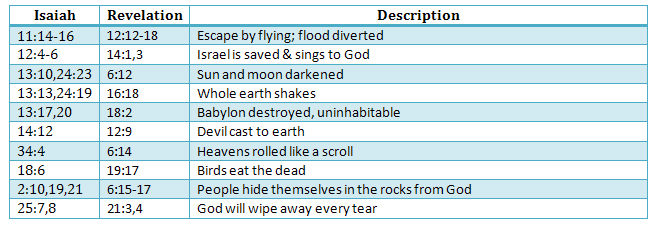 Isaiah Revelation Description
11:14-16 12:12-18 Escape by flying; flood diverted
12:4-6 14:1,3 Israel is saved & sings to God
13:10,24:23 6:12 Sun and moon darkened
13:13,24:19 16:18 Whole earth shakes
13:17,20 18:2 Babylon destroyed, uninhabitable
14:12 12:9 Devil cast to earth
34:4 6:14 Heavens rolled like a scroll
18:6 19:17 Birds eat the dead
2:10,19,21 6:15-17 People hide themselves in the rocks from God
25:7,8 21:3,4 God will wipe away every tear